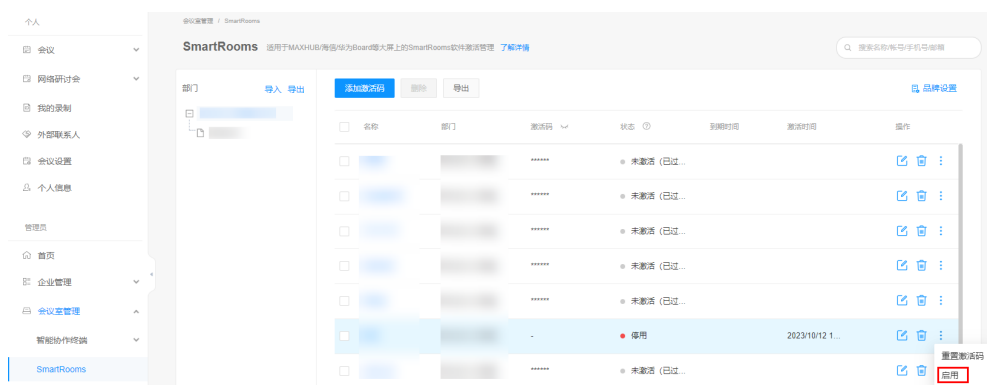 个人
会议
网络研讨会
我的录制
外部联系人
会议设置
个人信息
管理员
首页
企业管理
会议室管理
智能协作终端
SmartRooms
会议室管理 / SmartRooms
SmartRooms 适用于MAXHUB/海信/华为Board等大屏上的SmartRooms软件激活管理 了解详情
搜索名称/帐号/手机号/邮箱
部门 导入 导出
添加激活码 删除 导出 品牌设置
名称 部门 激活码 状态 到期时间 激活时间 操作
****** 未激活（已过...
****** 未激活（已过...
****** 未激活（已过...
****** 未激活（已过...
****** 未激活（已过...
- 停用 2023/10/12 1...
****** 未激活（已过...
重置激活码
启用